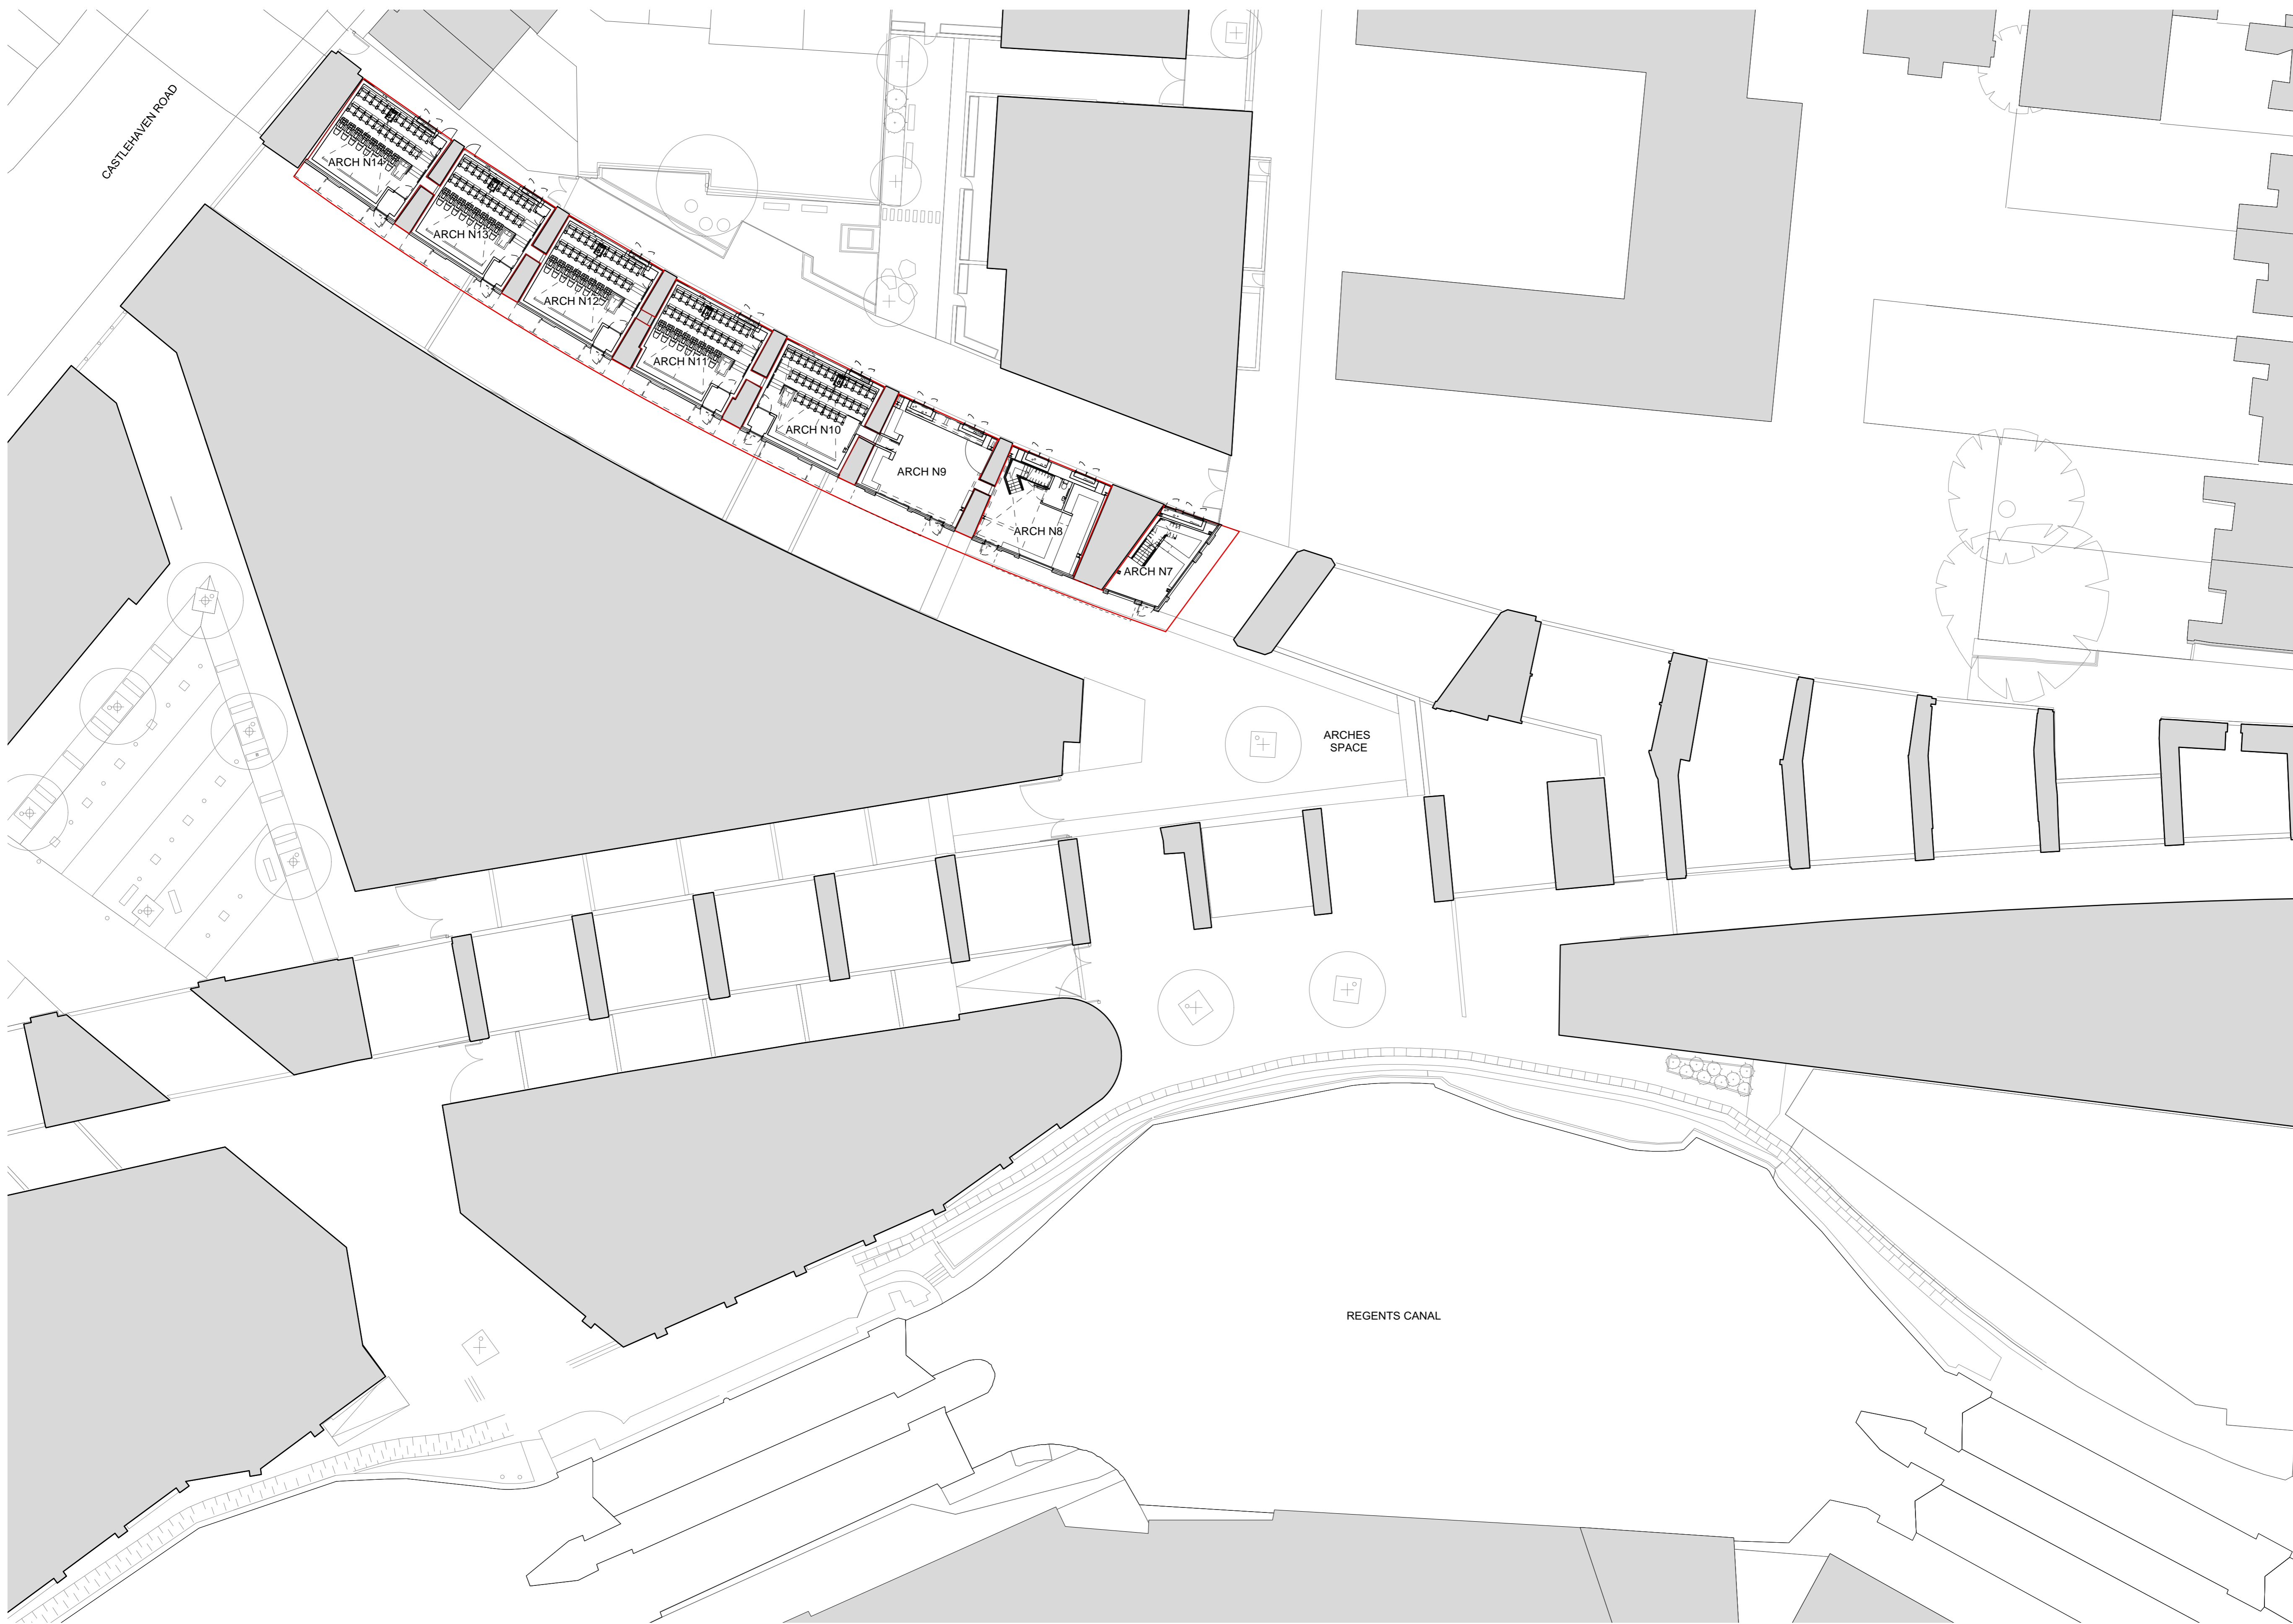 CASTLEHAVEN ROAD
ARCH N14
ARCH N13
ARCH N12
ARCH N11
ARCH N10
ARCH N9
ARCH N8
ARCH N7
ARCHES
SPACE
REGENTS CANAL